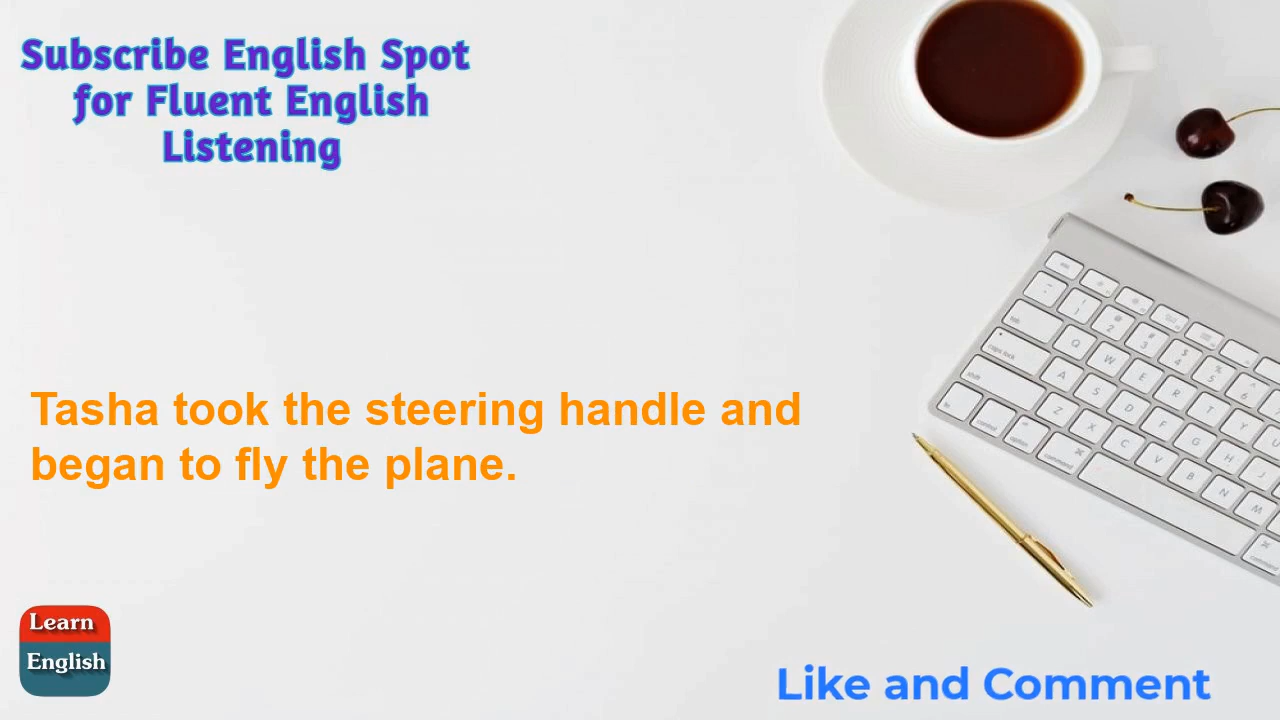 Subscribe English Spot
for Fluent English
Listening
Tasha took the steering handle and
began to fly the plane.
Learn
English
Like and Comment